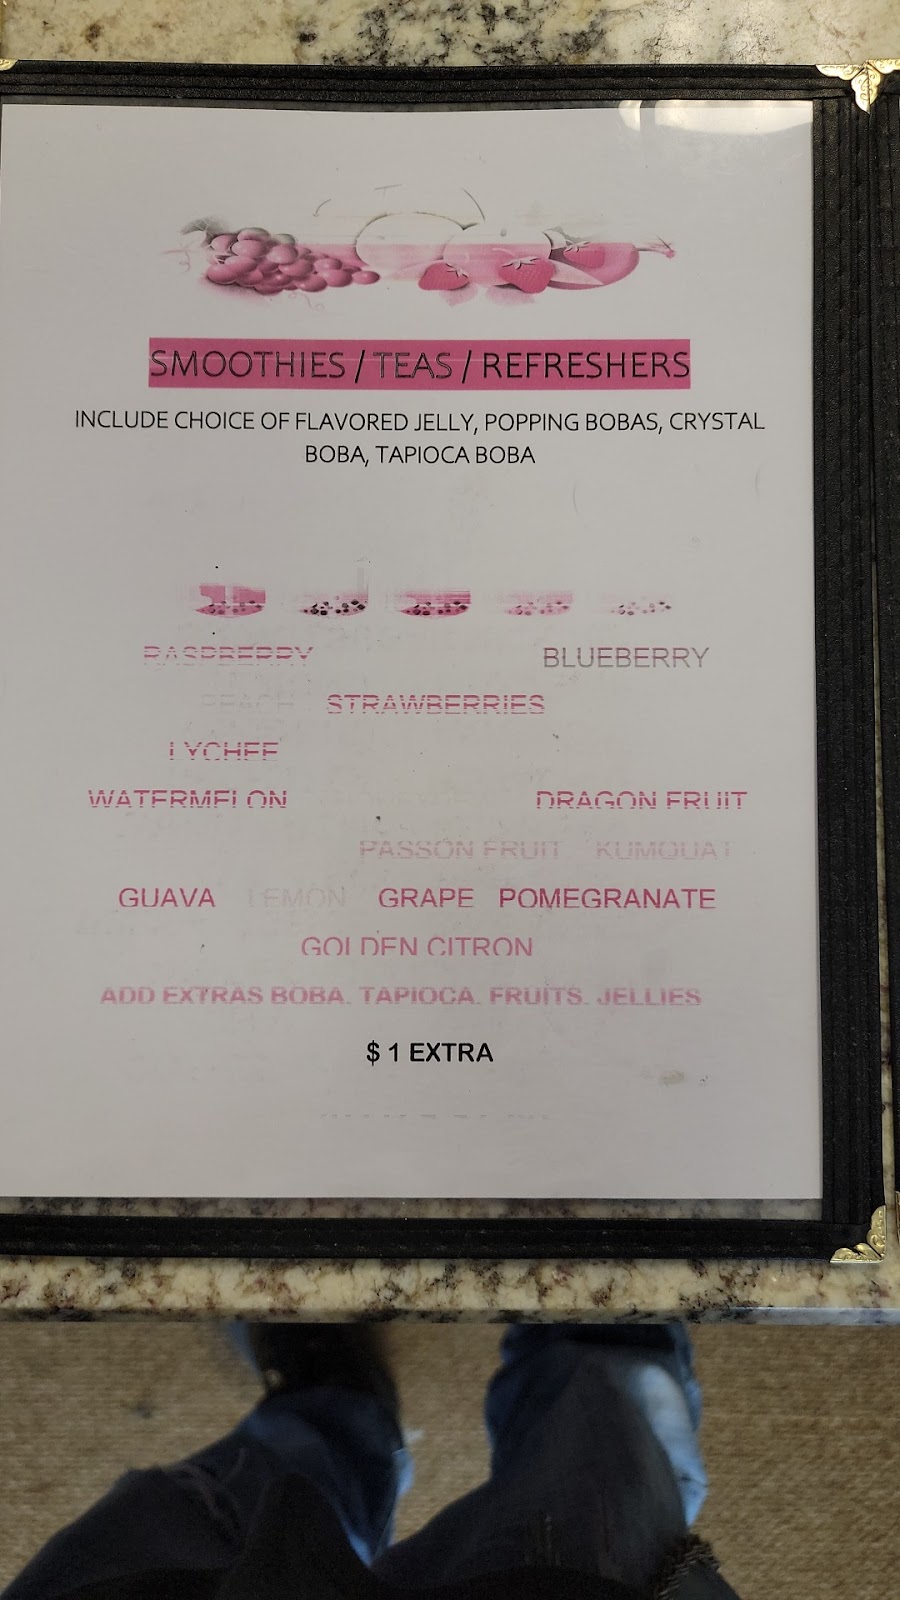 SMOOTHIES / TEAS / REFRESHERS
INCLUDE CHOICE OF FLAVORED JELLY, POPPING BOBAS, CRYSTAL
BOBA, TAPIOCA BOBA
RASPBERRY BLUEBERRY
PEACH STRAWBERRIES
LYCHEE
WATERMELON DRAGON FRUIT
PASSON FRUIT KUMQUAT
GUAVA LEMON GRAPE POMEGRANATE
GOLDEN CITRON
ADD EXTRAS BOBA, TAPIOCA, FRUITS, JELLIES
$ 1 EXTRA